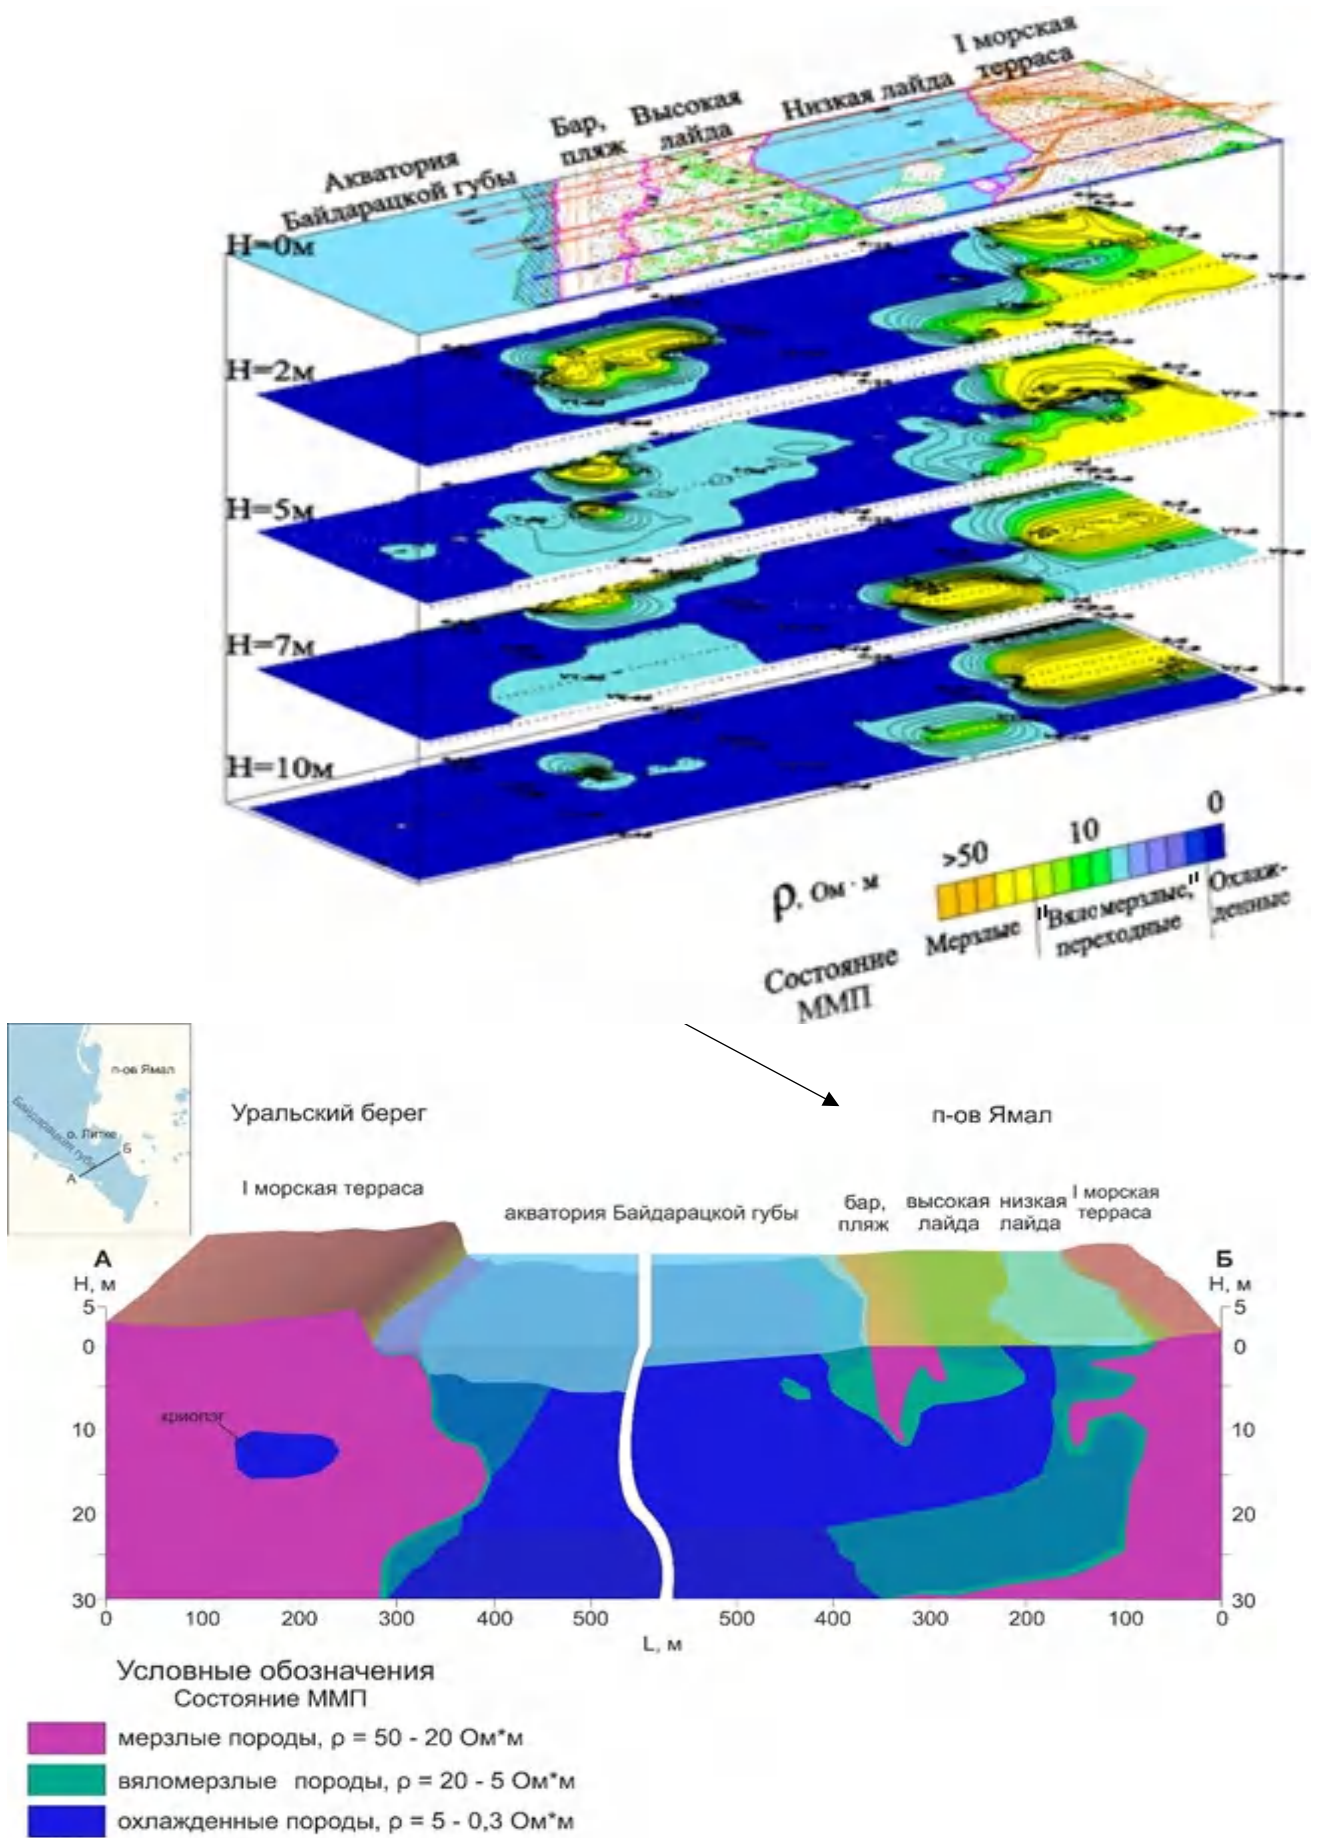 I морская
терраса
Низкая лайда
Высокая
лайда
Бар,
пляж
Акватория
Байдарацкой губы
H=0м
H=2м
H=5м
H=7м
H=10м
>50
10
0
ρ, Ом · м
Мерзлые
"Вяломерзлые,"
переходные
Охлаж-
денные
Состояние
ММП
п-ов Ямал
Байдарацкая губа
о. Литке
А
Б
Уральский берег
п-ов Ямал
I морская терраса
акватория Байдарацкой губы
бар,
пляж
высокая
лайда
низкая
лайда
I морская
терраса
А
Б
Н, м
Н, м
5
0
10
20
30
5
0
10
20
30
криопэг
0 100 200 300 400 500 500 400 300 200 100 0
L, м
Условные обозначения
Состояние ММП
мерзлые породы, ρ = 50 - 20 Ом*м
вяломерзлые породы, ρ = 20 - 5 Ом*м
охлажденные породы, ρ = 5 - 0,3 Ом*м